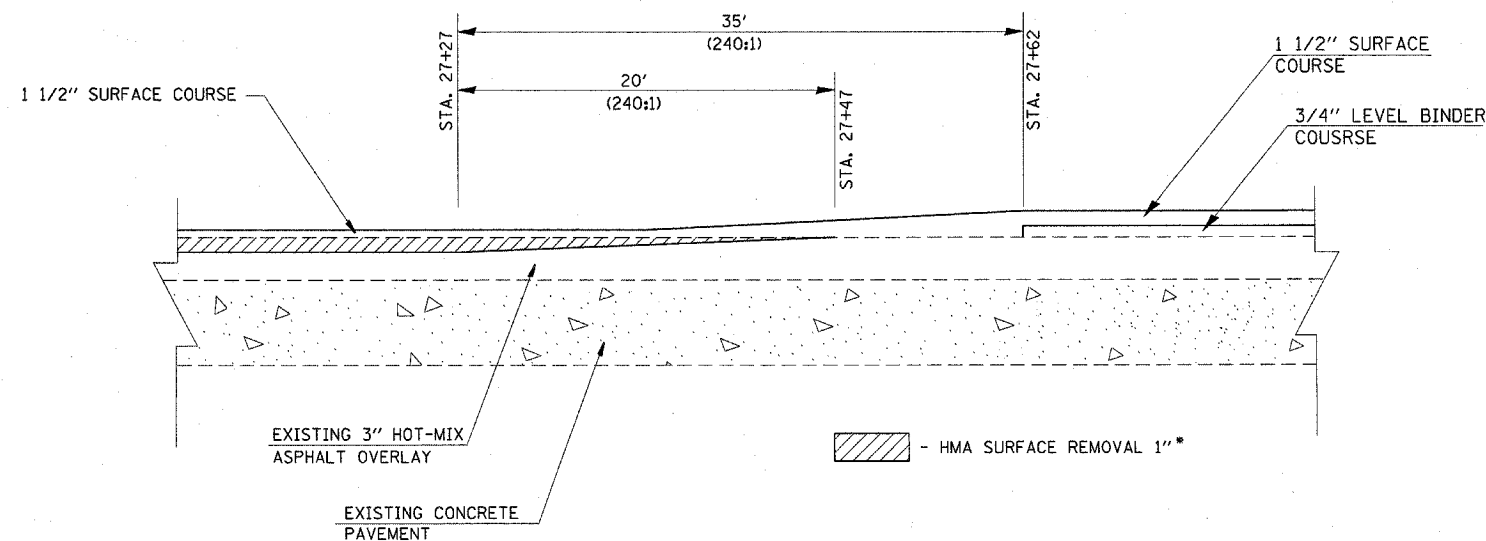 35'
(240:1)
20'
(240:1)
STA. 27+27
STA. 27+47
STA. 27+62
1 1/2" SURFACE COURSE
1 1/2" SURFACE
COURSE
3/4" LEVEL BINDER
COUSRSE
EXISTING 3" HOT-MIX
ASPHALT OVERLAY
- HMA SURFACE REMOVAL 1"*
EXISTING CONCRETE
PAVEMENT